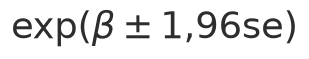 exp(β ± 1,96se)